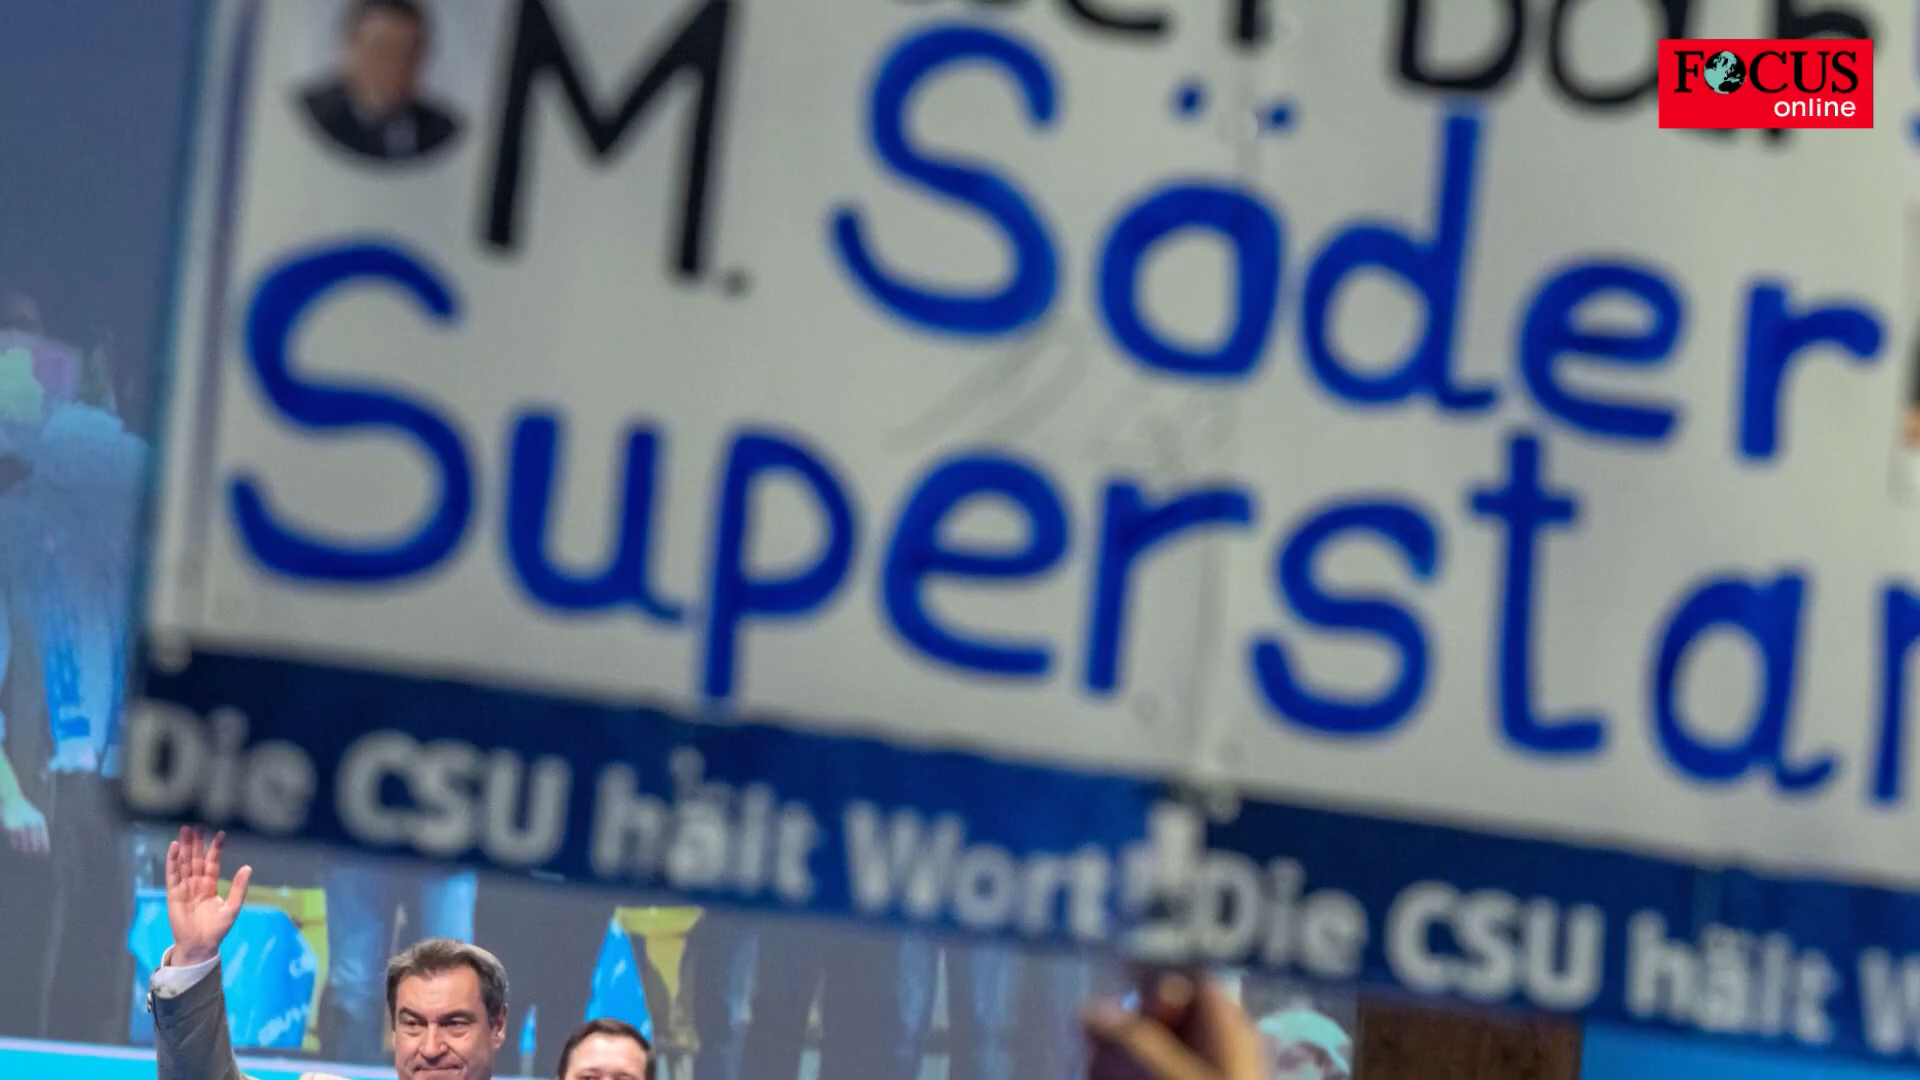 FOCUS
online
M. Söder
Superstar
Die CSU hält Wort! Die CSU hält W